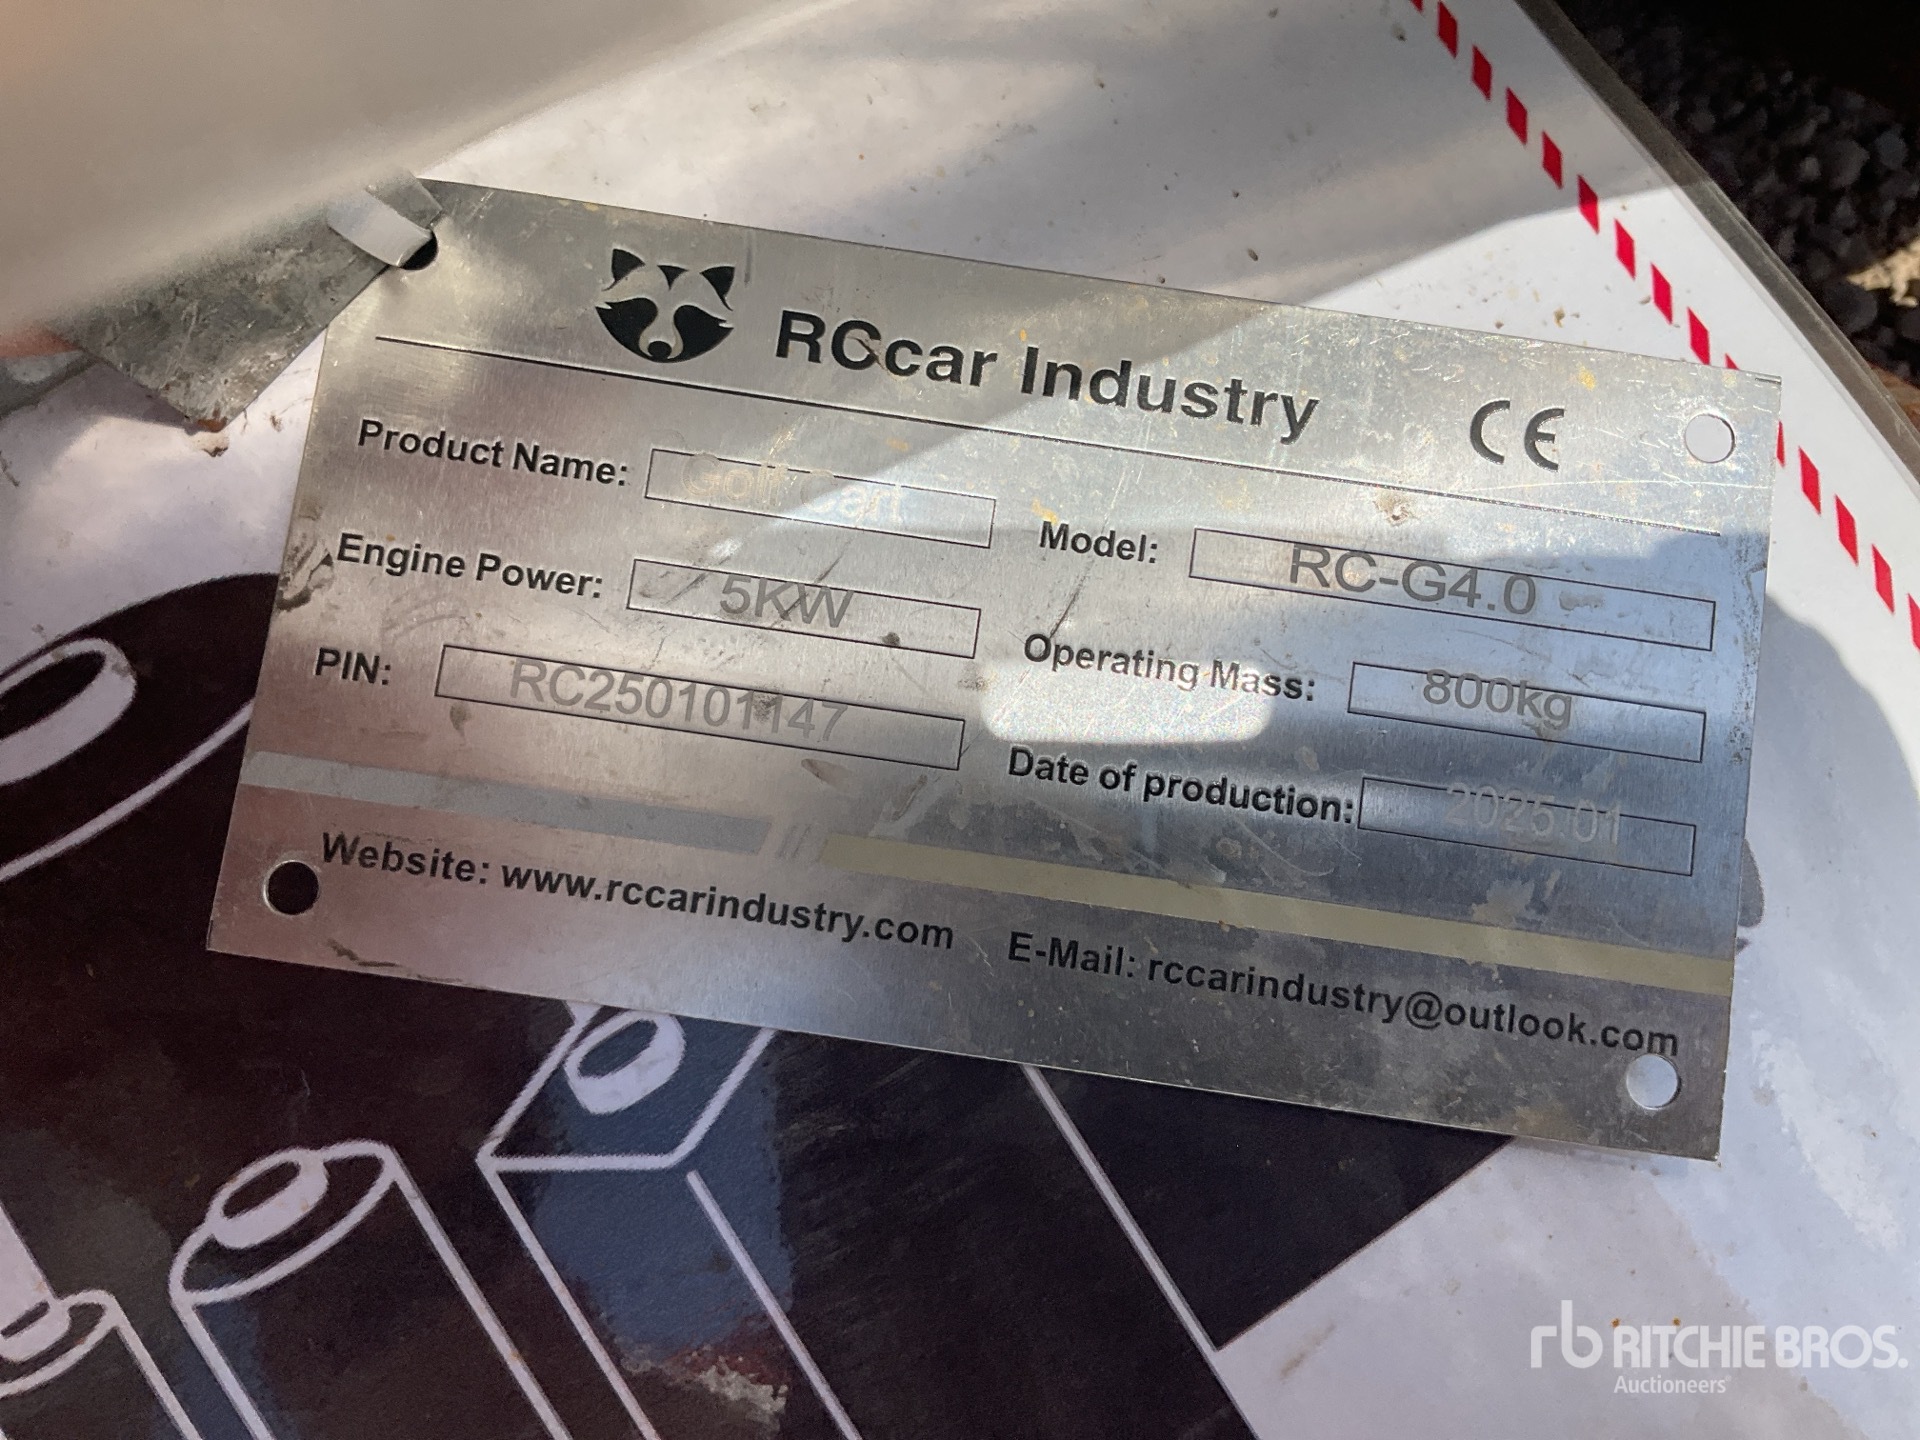 RCcar Industry CE
Product Name: Golf Cart
Model: RC-G4.0
Engine Power: 5KW
Operating Mass: 800kg
PIN: RC250101147
Date of production: 2025.01
Website: www.rccarindustry.com
E-Mail: rccarindustry@outlook.com
rb RITCHIE BROS.
Auctioneers